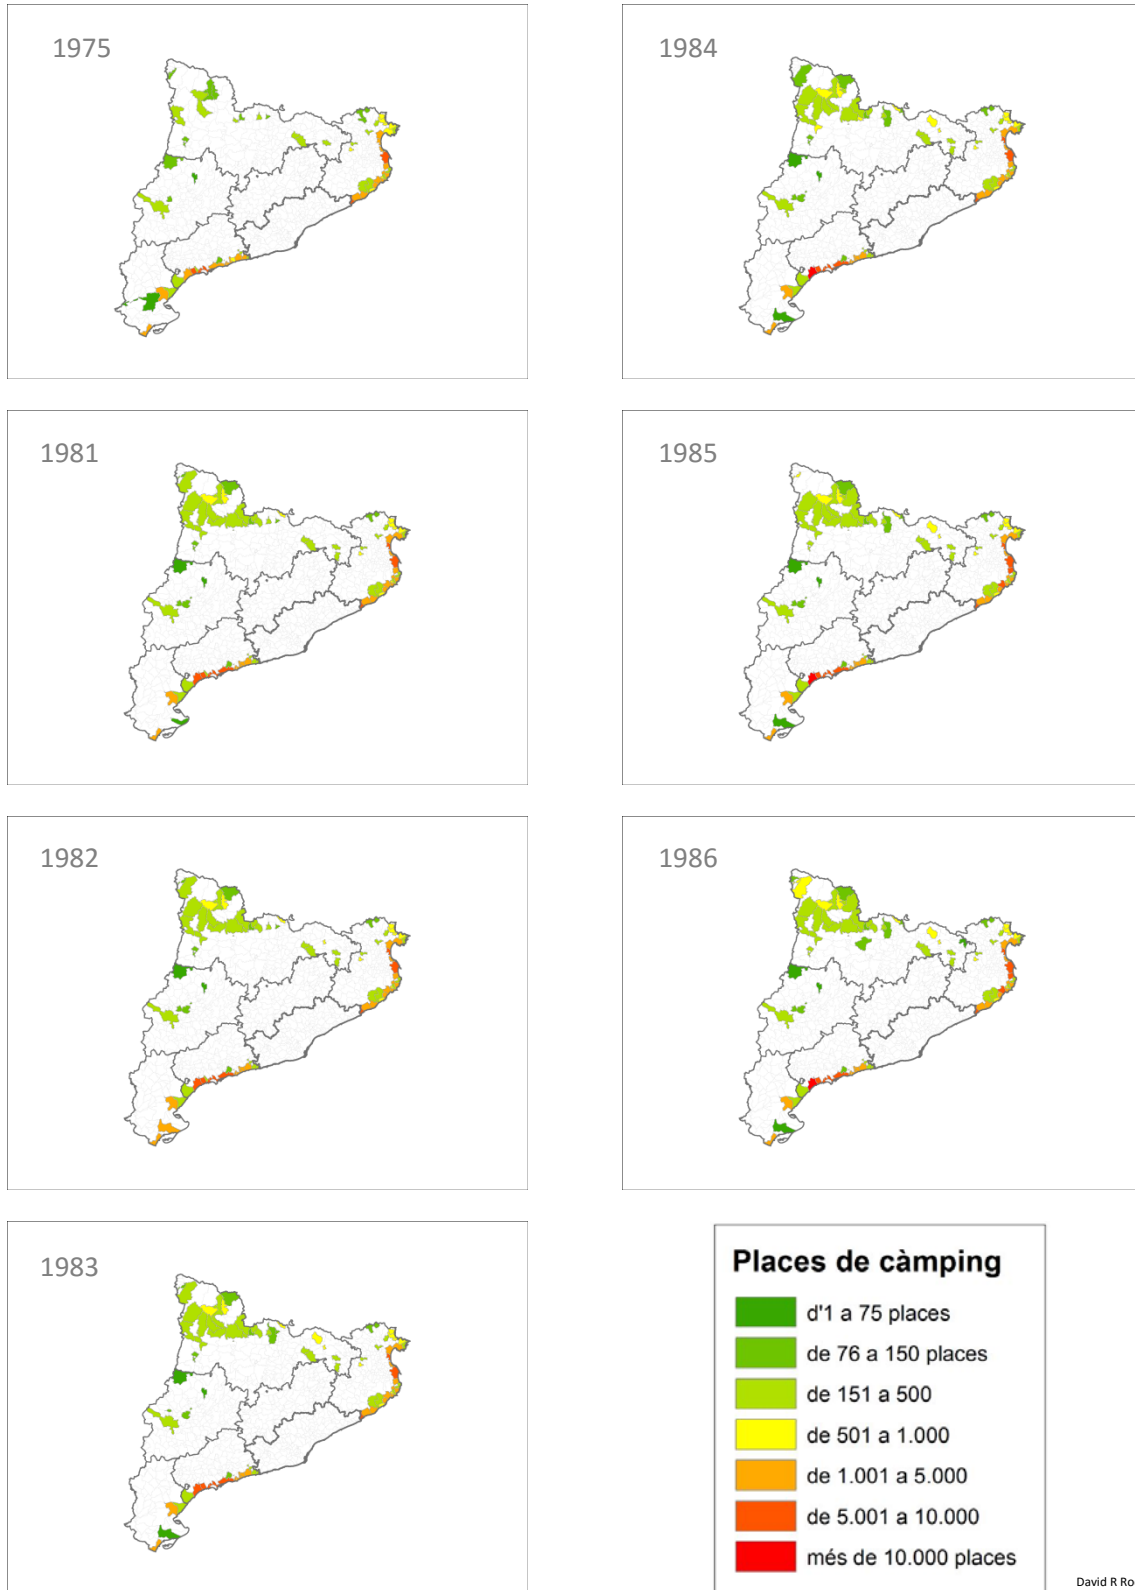 1975
1984
1981
1985
1982
1986
1983
Places de càmping
d'1 a 75 places
de 76 a 150 places
de 151 a 500
de 501 a 1.000
de 1.001 a 5.000
de 5.001 a 10.000
més de 10.000 places
David R Ro